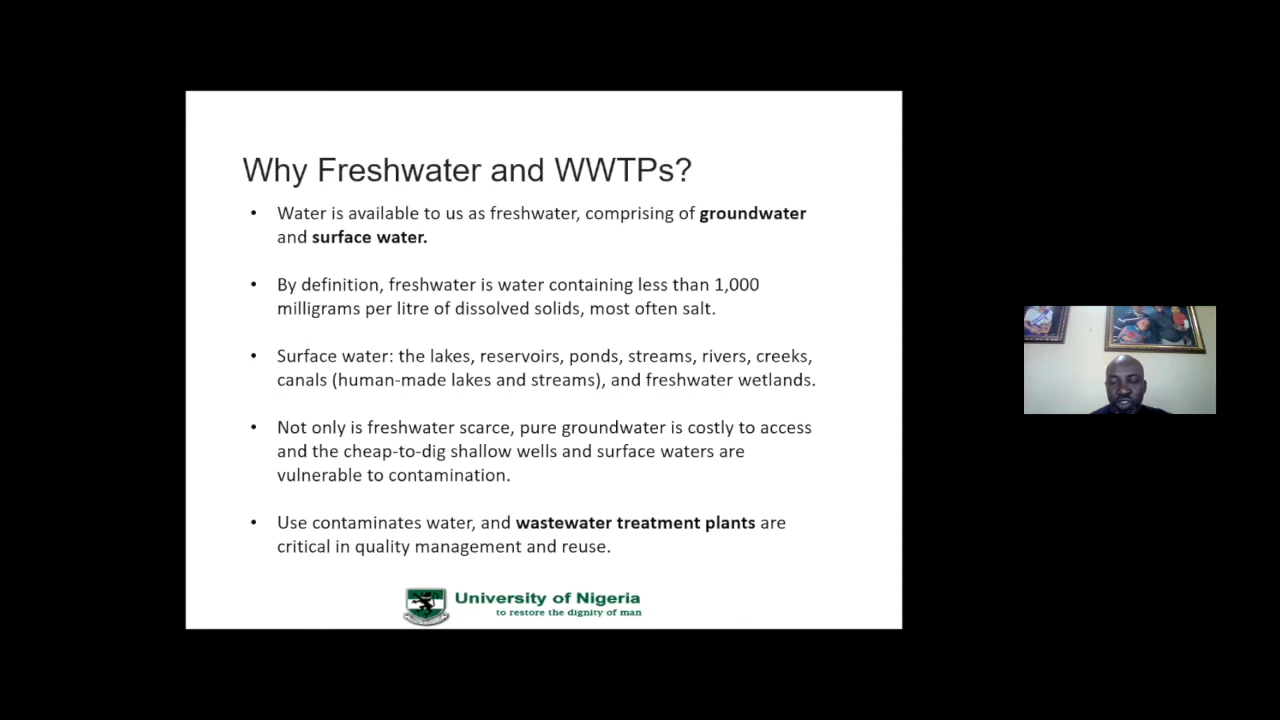 Why Freshwater and WWTPs?
• Water is available to us as freshwater, comprising of groundwater
and surface water.
• By definition, freshwater is water containing less than 1,000
milligrams per litre of dissolved solids, most often salt.
• Surface water: the lakes, reservoirs, ponds, streams, rivers, creeks,
canals (human-made lakes and streams), and freshwater wetlands.
• Not only is freshwater scarce, pure groundwater is costly to access
and the cheap-to-dig shallow wells and surface waters are
vulnerable to contamination.
• Use contaminates water, and wastewater treatment plants are
critical in quality management and reuse.
University of Nigeria
to restore the dignity of man